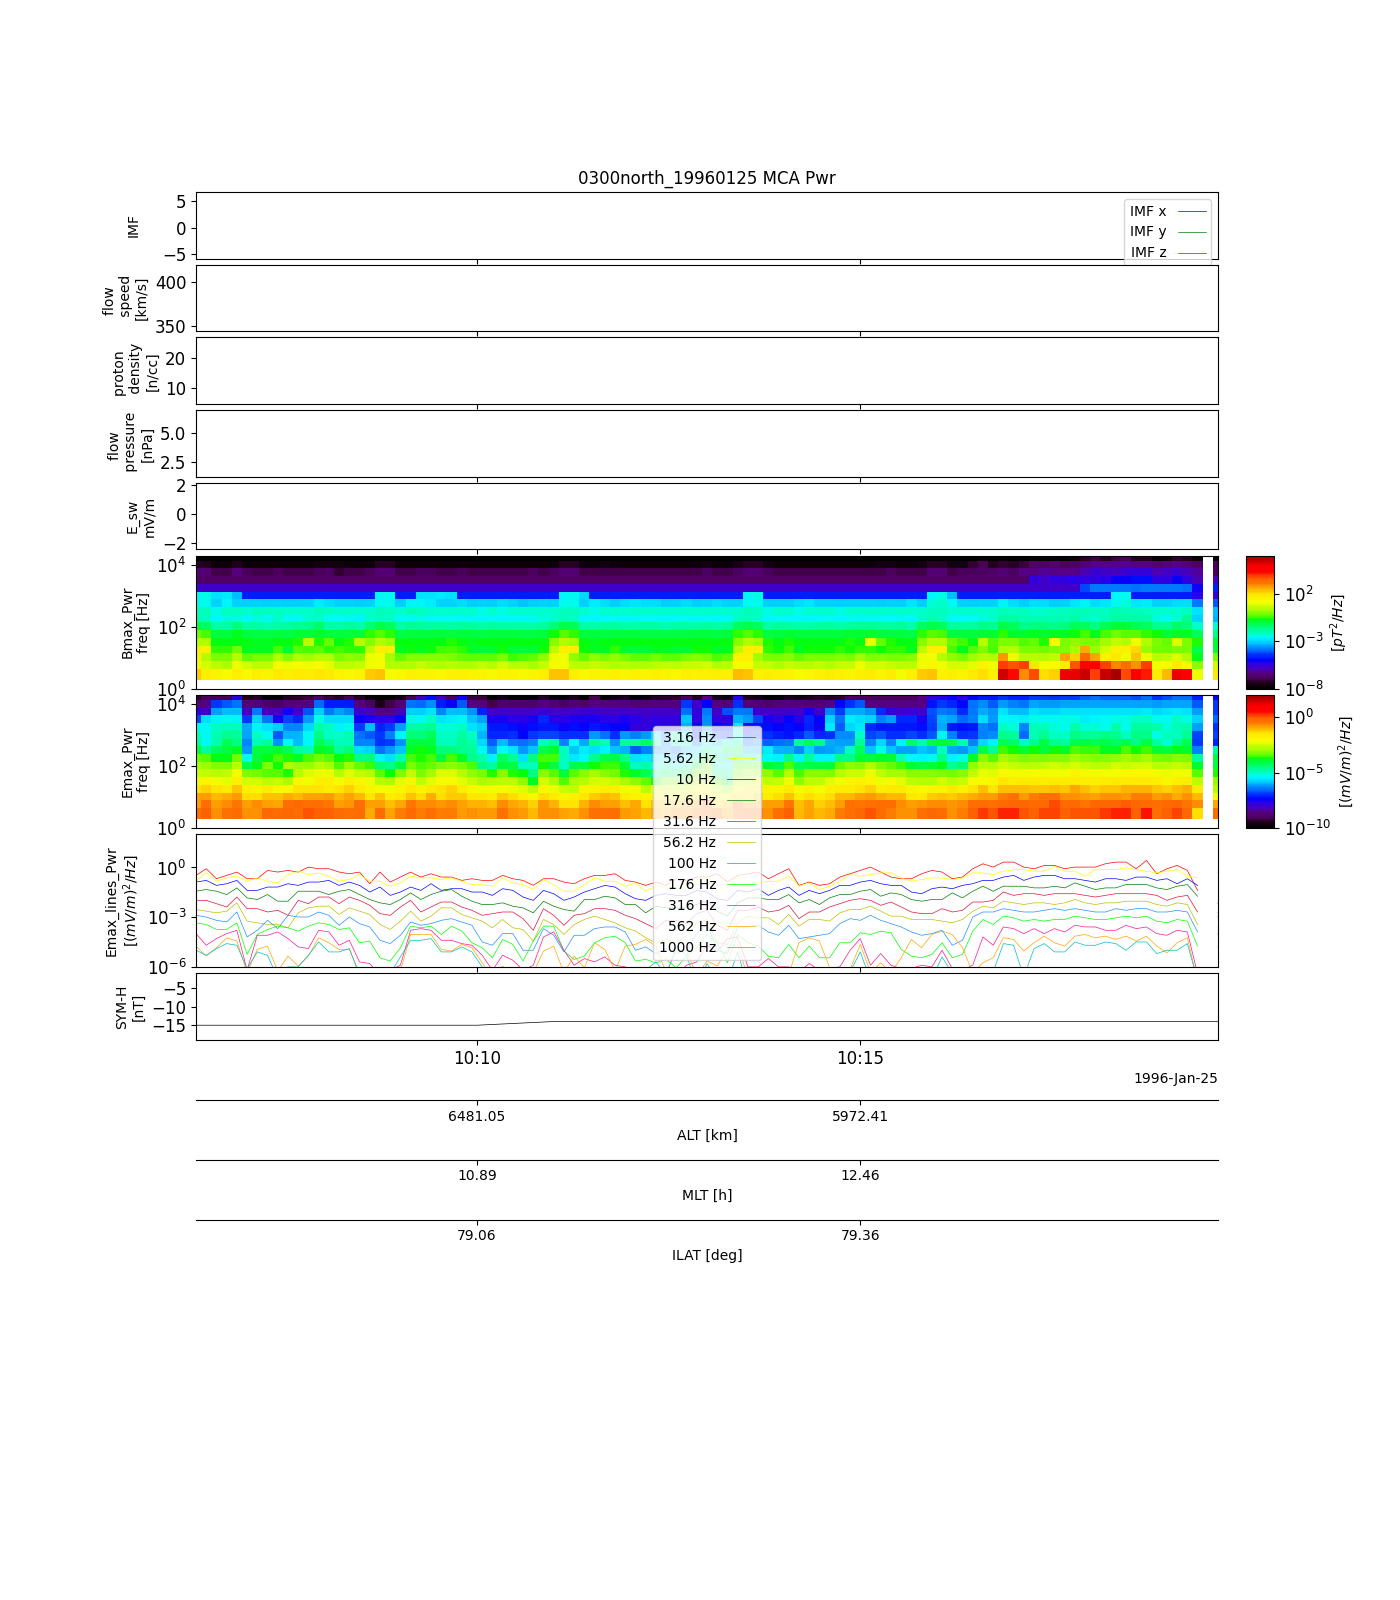 0300north_19960125 MCA Pwr
5
0
−5
IMF
IMF x
IMF y
IMF z
400
350
flow
speed
[km/s]
20
10
proton
density
[n/cc]
5.0
2.5
flow
pressure
[nPa]
2
0
−2
E_sw
mV/m
10^4
10^2
10^0
Bmax_Pwr
freq [Hz]
10^2
10^−3
10^−8
[pT^2/Hz]
10^4
10^2
10^0
Emax_Pwr
freq [Hz]
10^0
10^−5
10^−10
[(mV/m)^2/Hz]
3.16 Hz
5.62 Hz
10 Hz
17.6 Hz
31.6 Hz
56.2 Hz
100 Hz
176 Hz
316 Hz
562 Hz
1000 Hz
10^0
10^−3
10^−6
Emax_lines_Pwr
[(mV/m)^2/Hz]
−5
−10
−15
SYM-H
[nT]
10:10
10:15
1996-Jan-25
6481.05
5972.41
ALT [km]
10.89
12.46
MLT [h]
79.06
79.36
ILAT [deg]